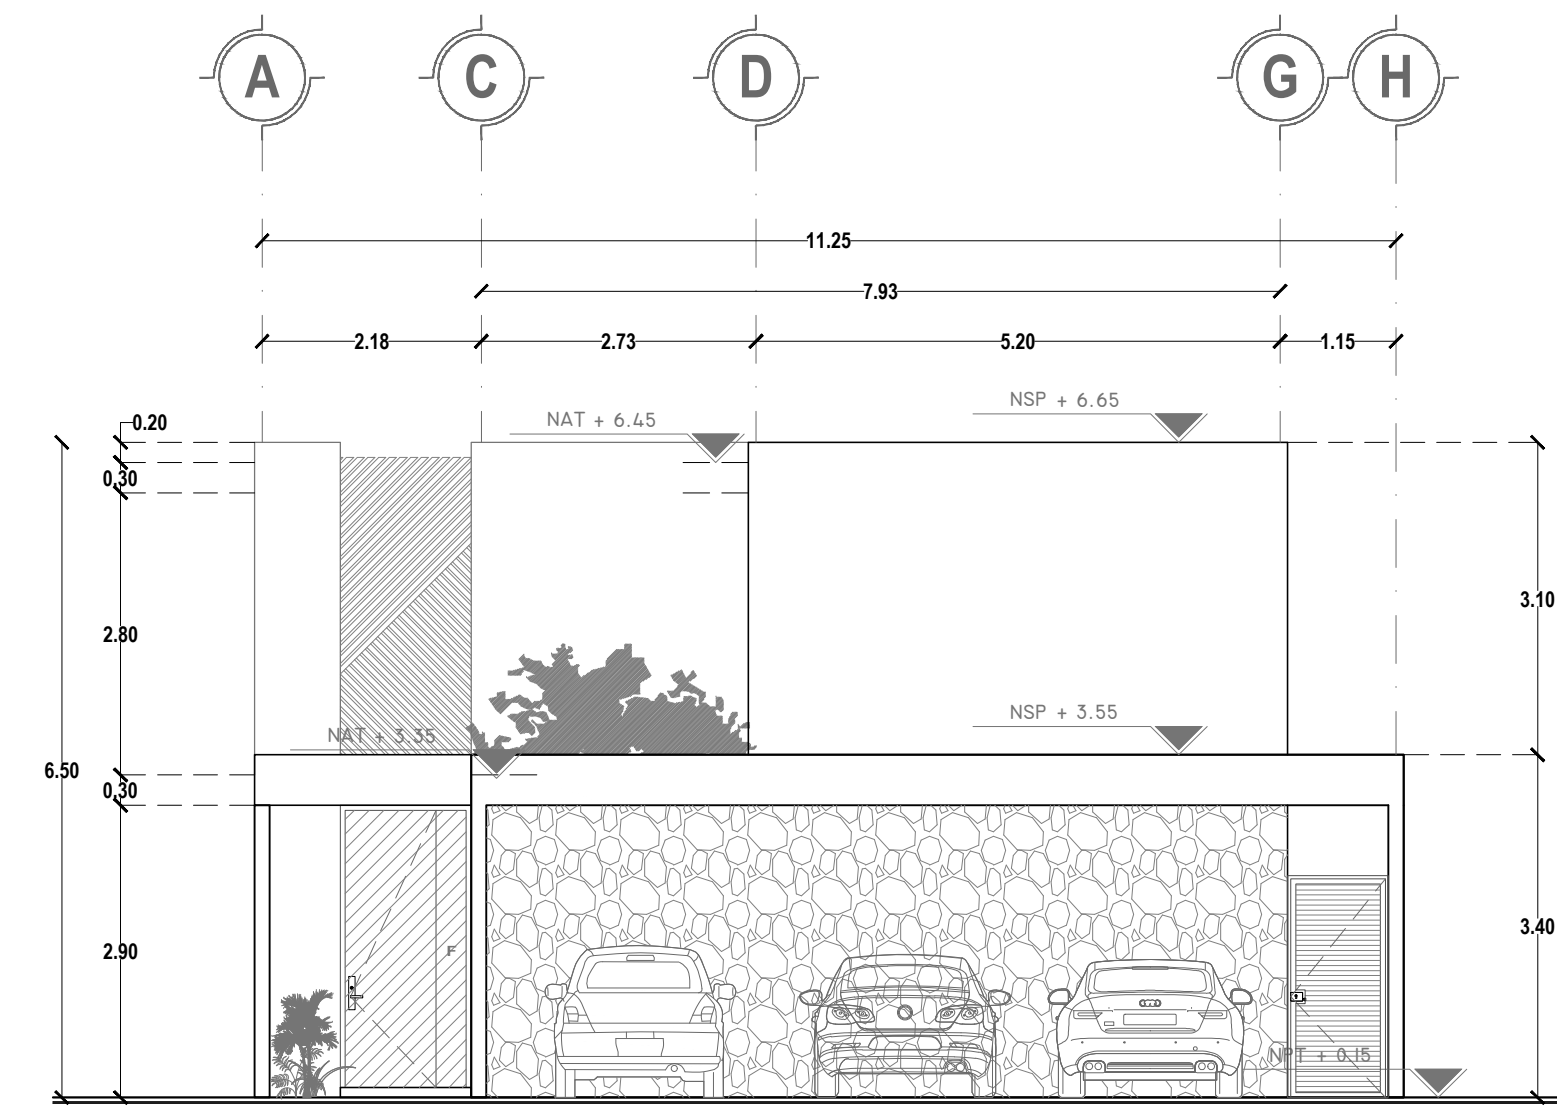 A C D G H
11.25
7.93
2.18 2.73 5.20 1.15
NSP + 6.65
NAT + 6.45
0.20
0.30
3.10
2.80
NSP + 3.55
NAT + 3.35
6.50
0.30
3.40
2.90
F
NPT + 0.15